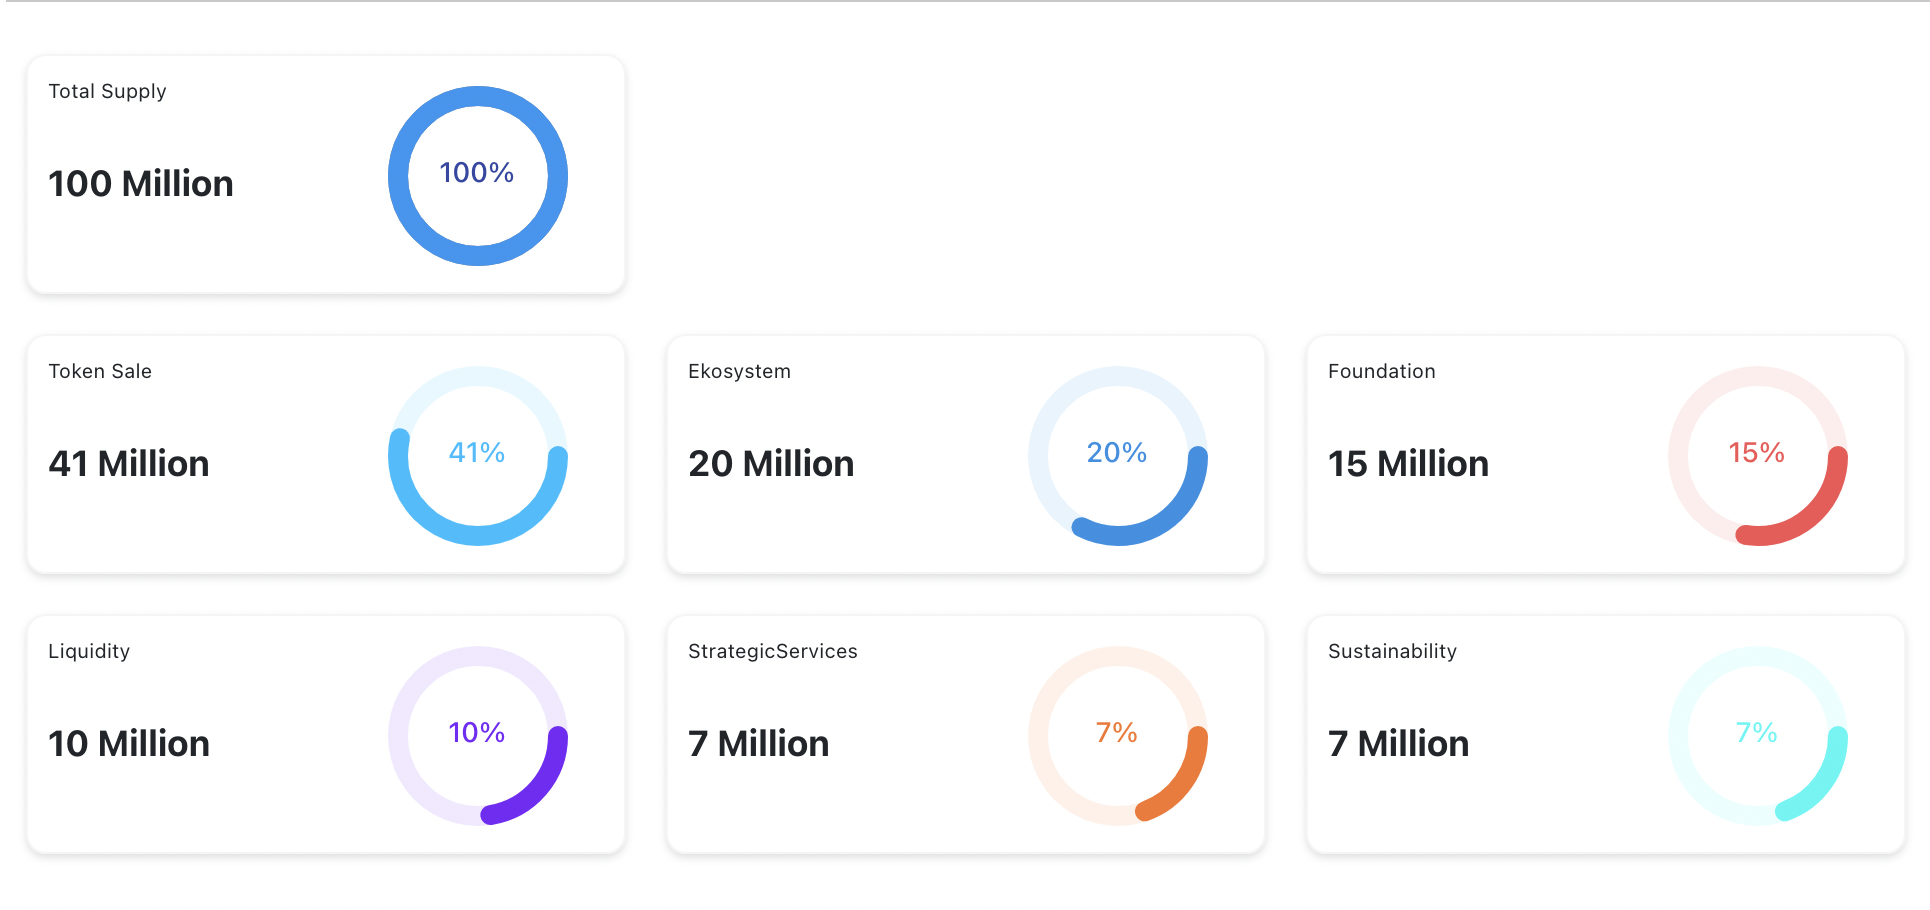 Total Supply
100 Million
100%
Token Sale
41 Million
41%
Ekosystem
20 Million
20%
Foundation
15 Million
15%
Liquidity
10 Million
10%
StrategicServices
7 Million
7%
Sustainability
7 Million
7%